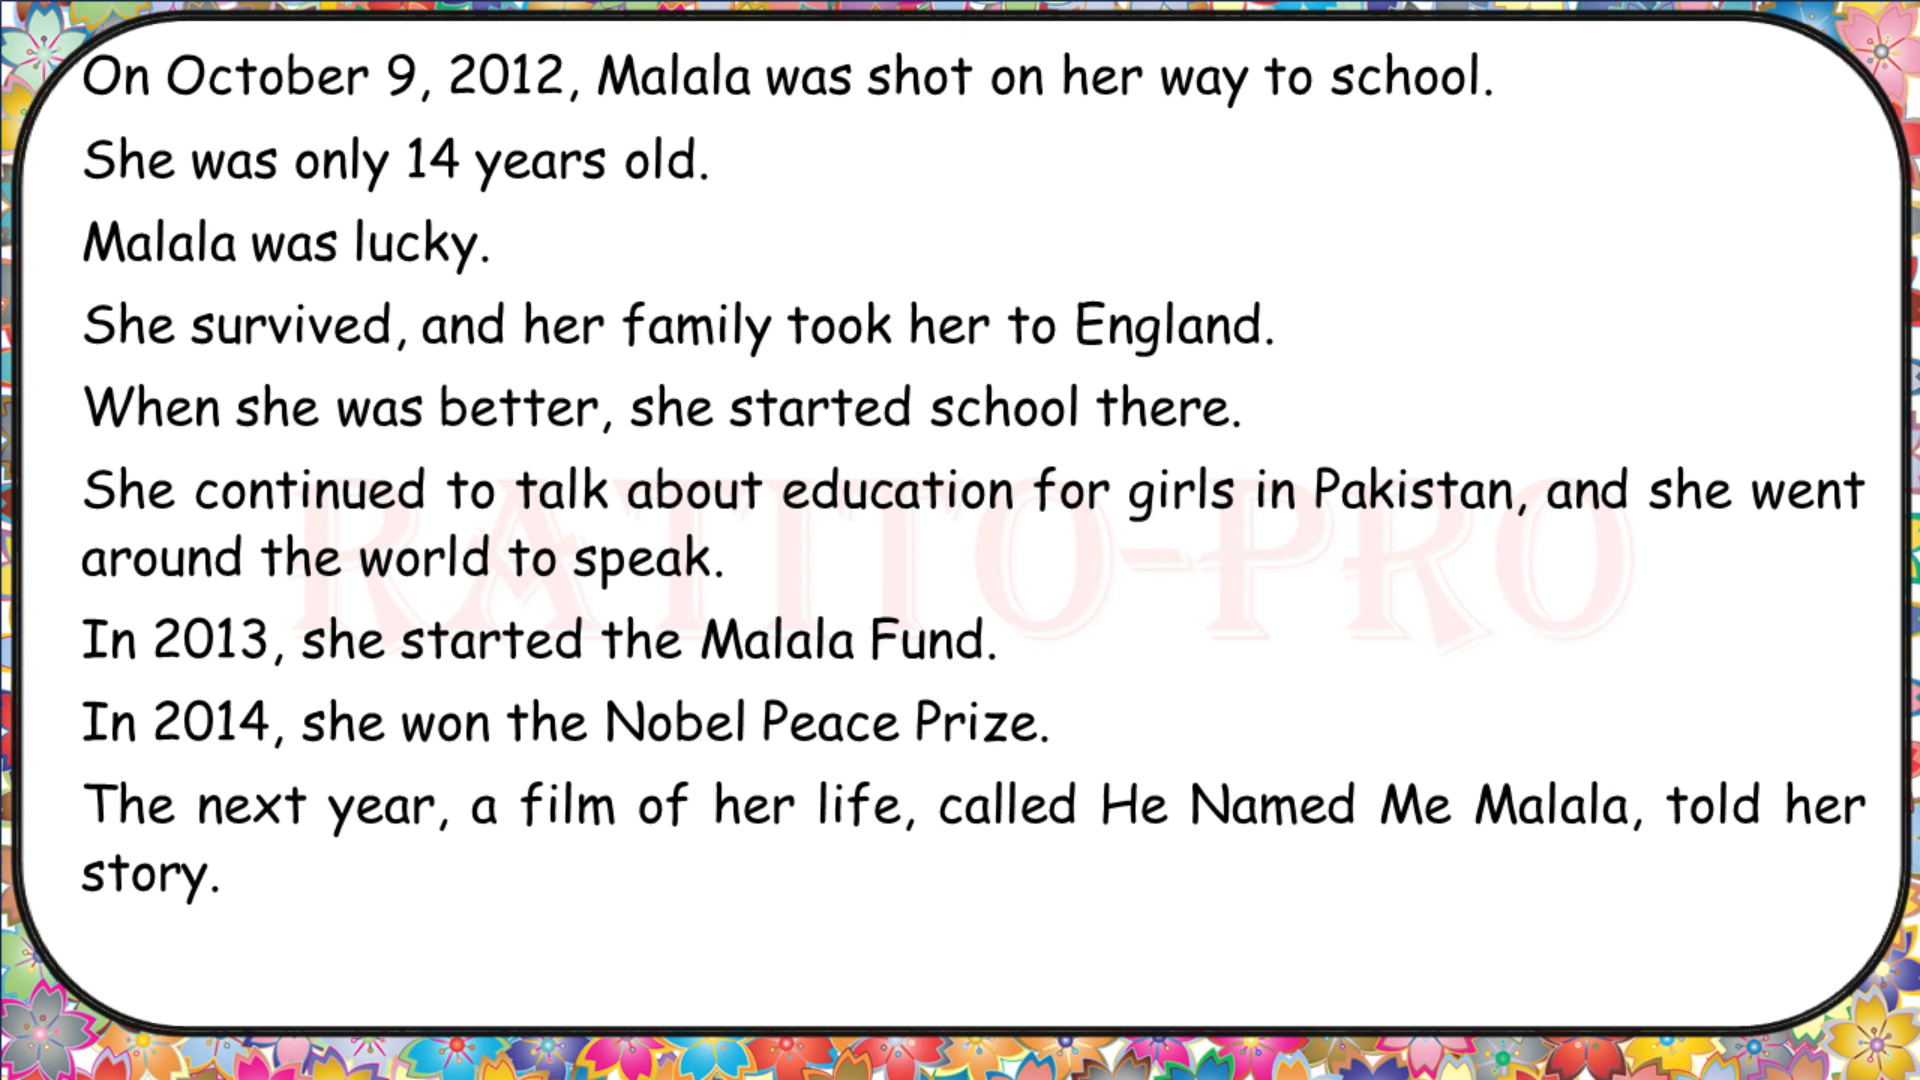 On October 9, 2012, Malala was shot on her way to school.
She was only 14 years old.
Malala was lucky.
She survived, and her family took her to England.
When she was better, she started school there.
She continued to talk about education for girls in Pakistan, and she went
around the world to speak.
In 2013, she started the Malala Fund.
In 2014, she won the Nobel Peace Prize.
The next year, a film of her life, called He Named Me Malala, told her
story.
RATITO-PRO